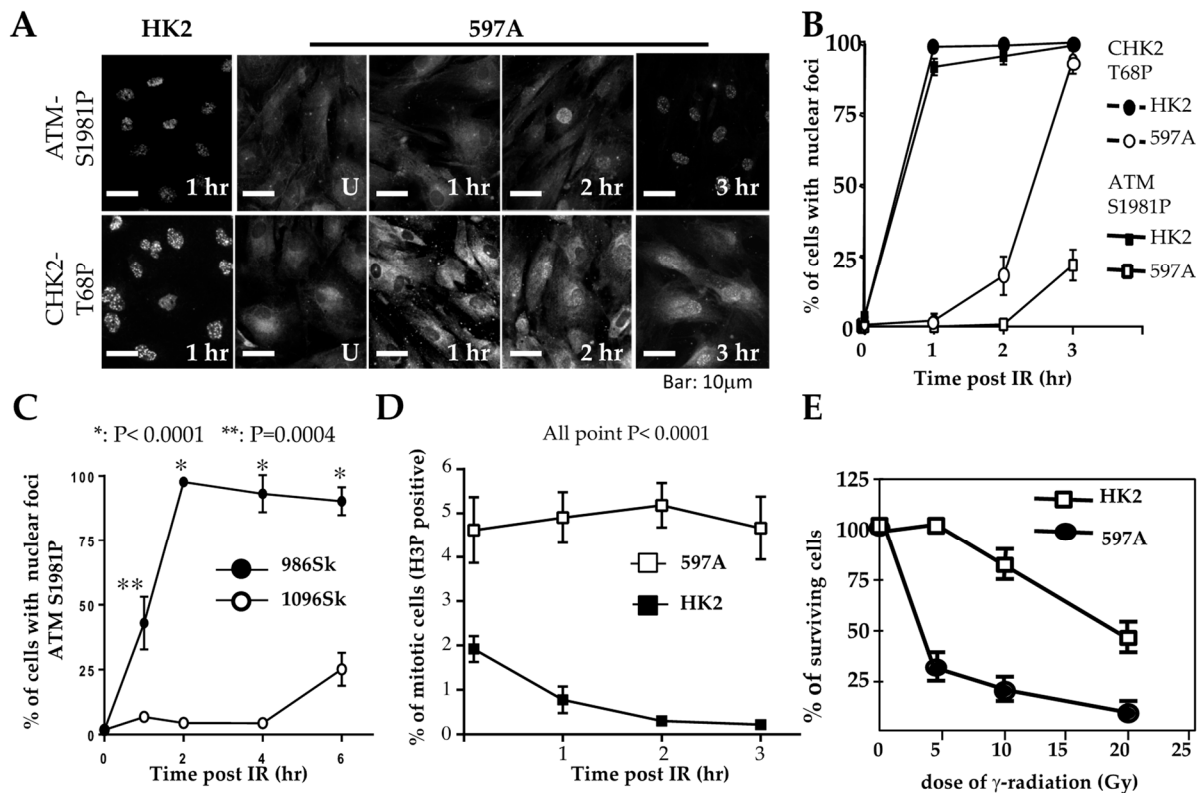 A
HK2
597A
ATM-
S1981P
1 hr
U
1 hr
2 hr
3 hr
CHK2-
T68P
1 hr
U
1 hr
2 hr
3 hr
Bar: 10μm
B
% of cells with nuclear foci
100
75
50
25
0
0
1
2
3
Time post IR (hr)
CHK2
T68P
HK2
597A
ATM
S1981P
HK2
597A
C
*: P< 0.0001 **: P=0.0004
% of cells with nuclear foci
ATM S1981P
100
75
50
25
0
**
*
*
*
986Sk
1096Sk
0
2
4
6
Time post IR (hr)
D
All point P< 0.0001
% of mitotic cells (H3P positive)
6
5
4
3
2
1
0
597A
HK2
1
2
3
Time post IR (hr)
E
% of surviving cells
125
100
75
50
25
HK2
597A
0
5
10
15
20
25
dose of γ-radiation (Gy)